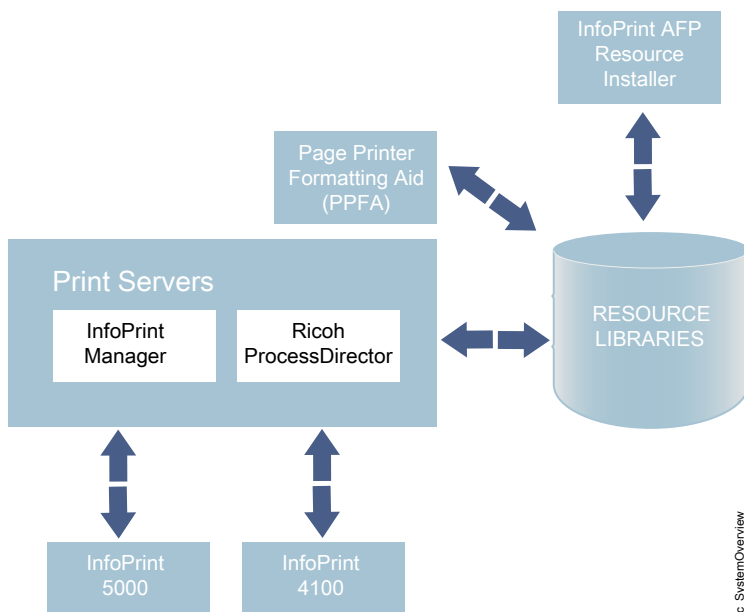 InfoPrint AFP
Resource
Installer
Page Printer
Formatting Aid
(PPFA)
Print Servers
InfoPrint
Manager
Ricoh
ProcessDirector
RESOURCE
LIBRARIES
InfoPrint
5000
InfoPrint
4100
c_SystemOverview